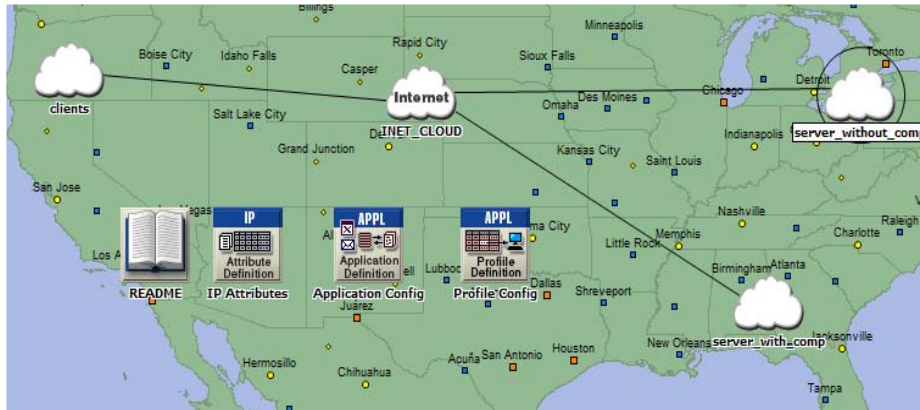 Billings
Minneapolis
Boise City
Idaho Falls
Rapid City
Sioux Falls
Toronto
Casper
Detroit
clients
Internet
INET_CLOUD
Omaha
Des Moines
Chicago
Salt Lake City
server_without_comp
Indianapolis
Grand Junction
Kansas City
Saint Louis
San Jose
Nashville
Raleigh
Charlotte
Memphis
Little Rock
IP
Attribute
Definition
IP Attributes
APPL
Application
Definition
Application Config
APPL
Profile
Definition
Profile Config
README
Birmingham
Atlanta
Dallas
Shreveport
Juárez
server_with_comp
New Orleans
Hermosillo
Chihuahua
Acuña
San Antonio
Houston
Tampa